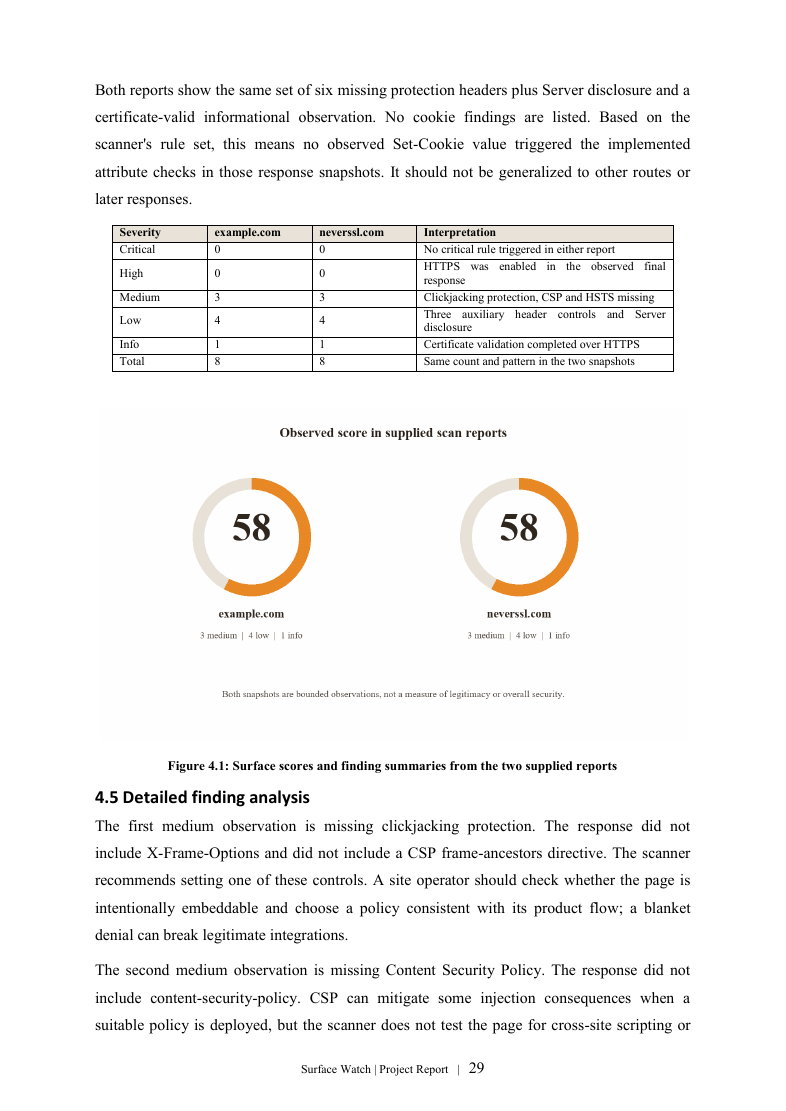 Both reports show the same set of six missing protection headers plus Server disclosure and a
certificate-valid informational observation. No cookie findings are listed. Based on the
scanner's rule set, this means no observed Set-Cookie value triggered the implemented
attribute checks in those response snapshots. It should not be generalized to other routes or
later responses.
Severity example.com neverssl.com Interpretation
Critical 0 0 No critical rule triggered in either report
High 0 0 HTTPS was enabled in the observed final
response
Medium 3 3 Clickjacking protection, CSP and HSTS missing
Low 4 4 Three auxiliary header controls and Server
disclosure
Info 1 1 Certificate validation completed over HTTPS
Total 8 8 Same count and pattern in the two snapshots
Observed score in supplied scan reports
58 58
example.com neverssl.com
3 medium | 4 low | 1 info 3 medium | 4 low | 1 info
Both snapshots are bounded observations, not a measure of legitimacy or overall security.
Figure 4.1: Surface scores and finding summaries from the two supplied reports
4.5 Detailed finding analysis
The first medium observation is missing clickjacking protection. The response did not
include X-Frame-Options and did not include a CSP frame-ancestors directive. The scanner
recommends setting one of these controls. A site operator should check whether the page is
intentionally embeddable and choose a policy consistent with its product flow; a blanket
denial can break legitimate integrations.
The second medium observation is missing Content Security Policy. The response did not
include content-security-policy. CSP can mitigate some injection consequences when a
suitable policy is deployed, but the scanner does not test the page for cross-site scripting or
Surface Watch | Project Report | 29